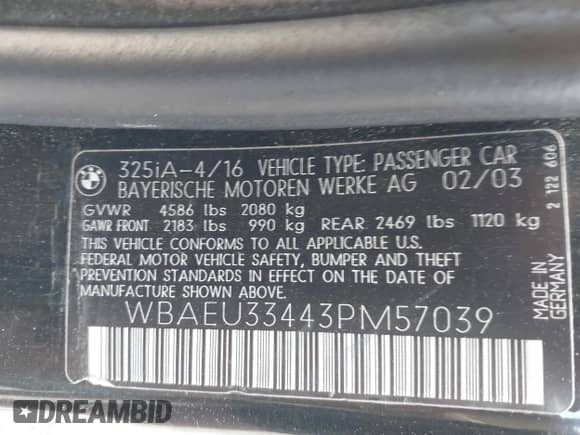 BMW
325iA-4/16 VEHICLE TYPE: PASSENGER CAR
BAYERISCHE MOTOREN WERKE AG 02/03
GVWR 4586 lbs 2080 kg
GAWR FRONT 2183 lbs 990 kg REAR: 2469 lbs 1120 kg
THIS VEHICLE CONFORMS TO ALL APPLICABLE U.S.
FEDERAL MOTOR VEHICLE SAFETY, BUMPER AND THEFT
PREVENTION STANDARDS IN EFFECT ON THE DATE OF
MANUFACTURE SHOWN ABOVE.
WBAEU33443PM57039
2 122 606
MADE IN
GERMANY
DREAMBID